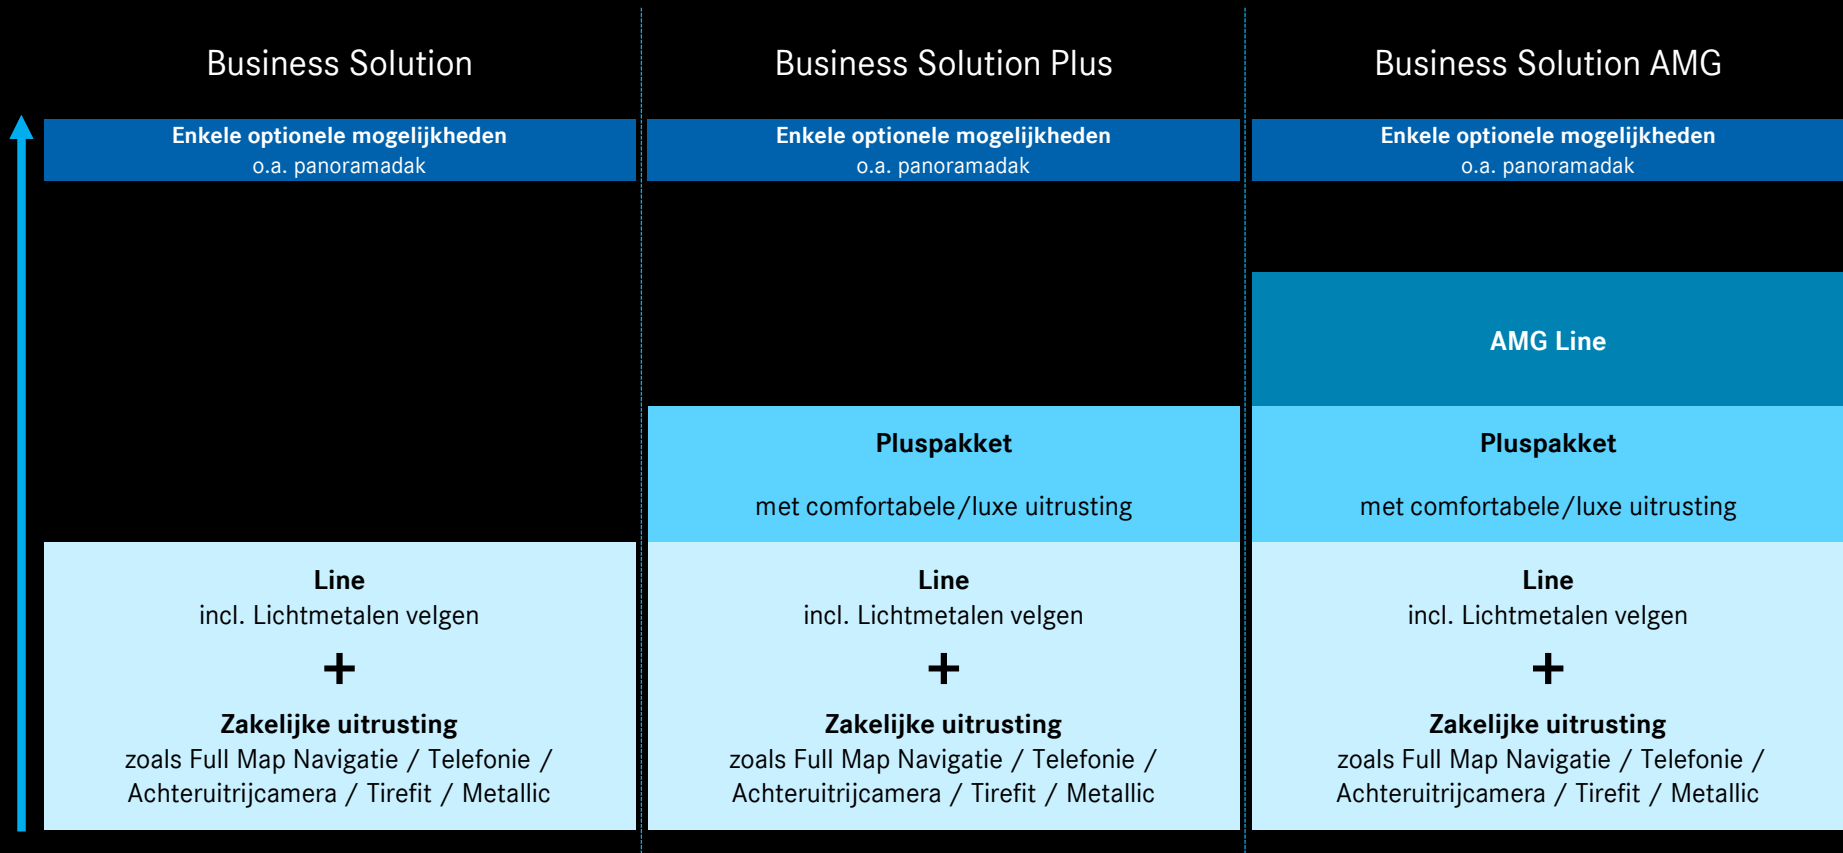 Business Solution
Enkele optionele mogelijkheden
o.a. panoramadak
Line
incl. Lichtmetalen velgen
+
Zakelijke uitrusting
zoals Full Map Navigatie / Telefonie /
Achteruitrijcamera / Tirefit / Metallic
Business Solution Plus
Enkele optionele mogelijkheden
o.a. panoramadak
Pluspakket
met comfortabele/luxe uitrusting
Line
incl. Lichtmetalen velgen
+
Zakelijke uitrusting
zoals Full Map Navigatie / Telefonie /
Achteruitrijcamera / Tirefit / Metallic
Business Solution AMG
Enkele optionele mogelijkheden
o.a. panoramadak
AMG Line
Pluspakket
met comfortabele/luxe uitrusting
Line
incl. Lichtmetalen velgen
+
Zakelijke uitrusting
zoals Full Map Navigatie / Telefonie /
Achteruitrijcamera / Tirefit / Metallic